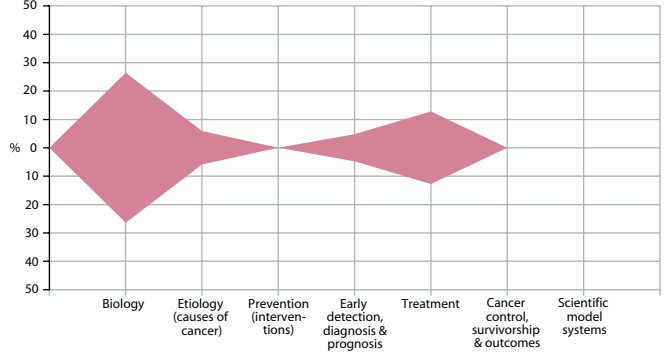 50
40
30
20
10
% 0
10
20
30
40
50
Biology
Etiology
(causes of
cancer)
Prevention
(interven-
tions)
Early
detection,
diagnosis &
prognosis
Treatment
Cancer
control,
survivorship
& outcomes
Scientific
model
systems